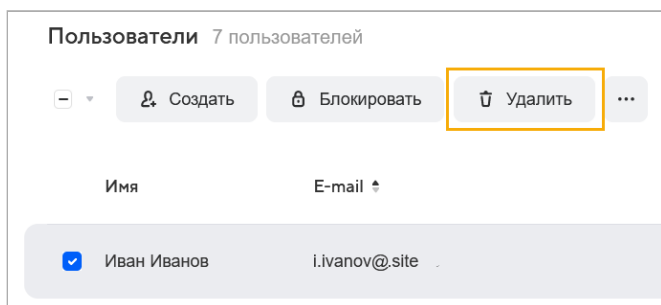 Пользователи 7 пользователей
Создать Блокировать Удалить ...
Имя E-mail
Иван Иванов i.ivanov@.site